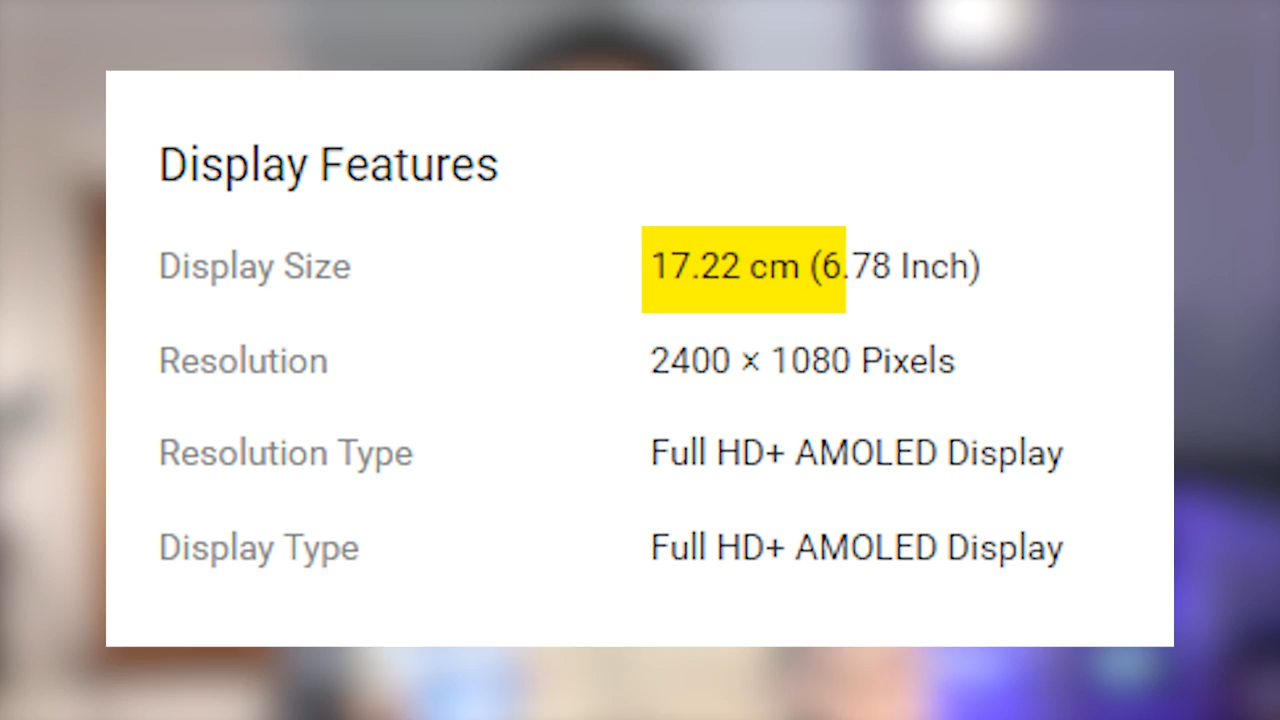 Display Features
Display Size 17.22 cm (6.78 Inch)
Resolution 2400 × 1080 Pixels
Resolution Type Full HD+ AMOLED Display
Display Type Full HD+ AMOLED Display